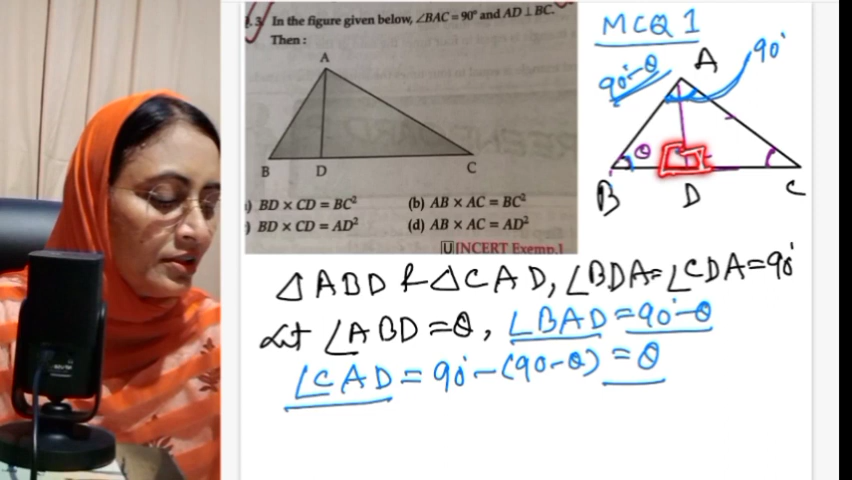 3 In the figure given below, ∠BAC = 90° and AD ⊥ BC.
Then :
A
B D C
) BD × CD = BC² (b) AB × AC = BC²
) BD × CD = AD² (d) AB × AC = AD²
U NCERT Exemp.
MCQ 1
A 90°
90°-θ
θ
B D C
△ABD & △CAD, ∠BDA = ∠CDA = 90°
Let ∠ABD = θ, ∠BAD = 90°-θ
∠CAD = 90° - (90-θ) = θ